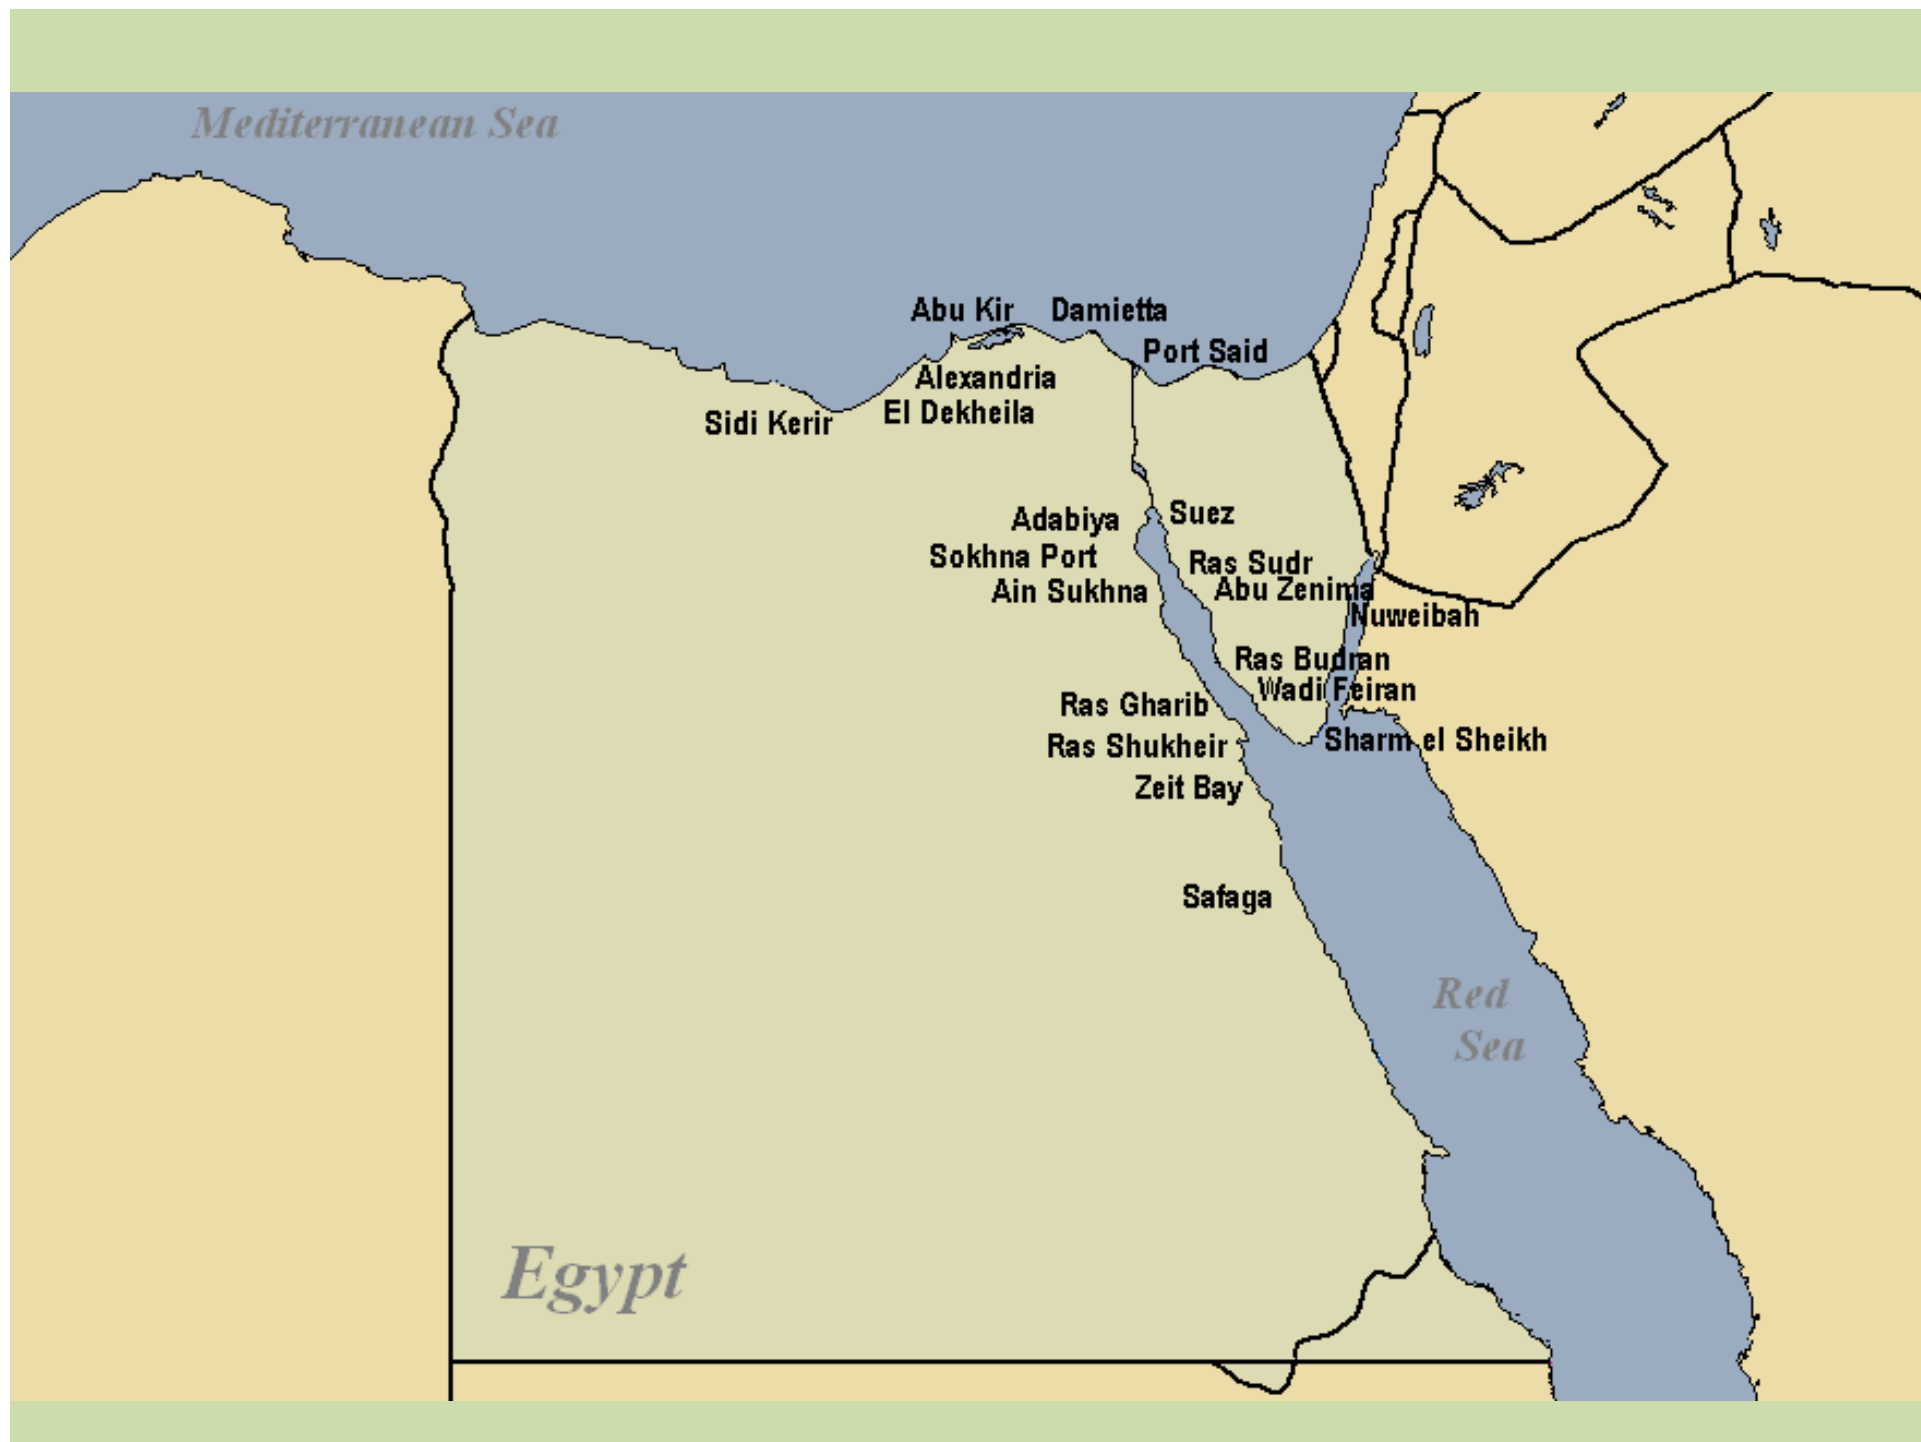 Mediterranean Sea
Abu Kir
Damietta
Port Said
Alexandria
El Dekheila
Sidi Kerir
Suez
Adabiya
Sokhna Port
Ras Sudr
Ain Sukhna
Abu Zenima
Nuweibah
Ras Budran
Wadi Feiran
Ras Gharib
Sharm el Sheikh
Ras Shukheir
Zeit Bay
Safaga
Red
Sea
Egypt